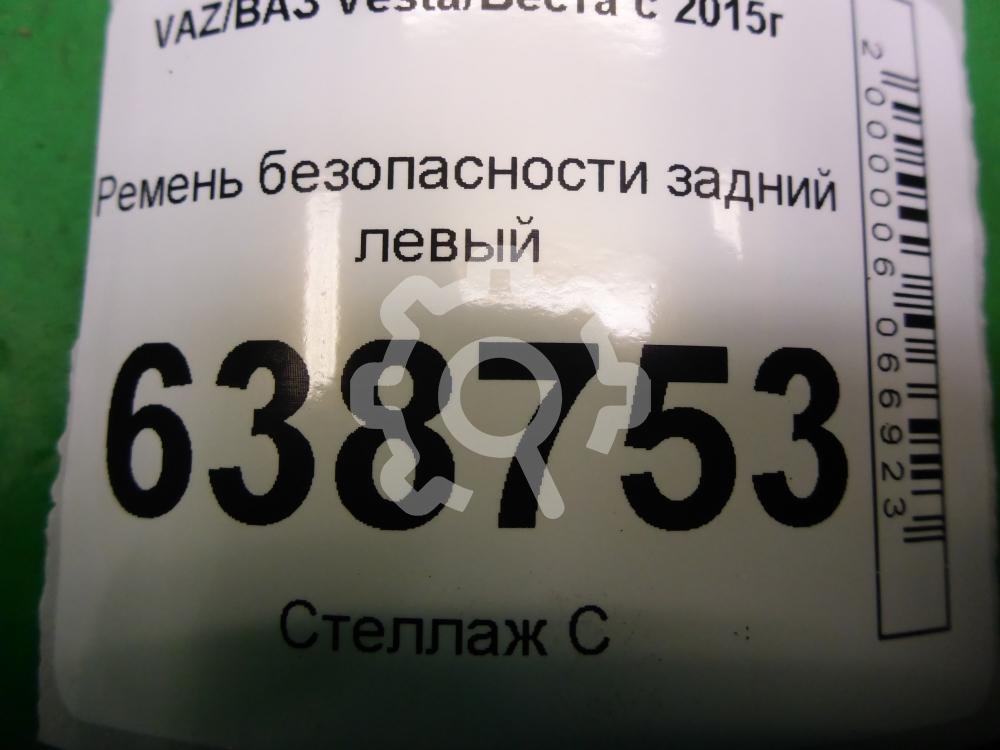 VAZ/ВАЗ Vesta/Веста с 2015г
Ремень безопасности задний
левый
638753
Стеллаж С
2000006066923